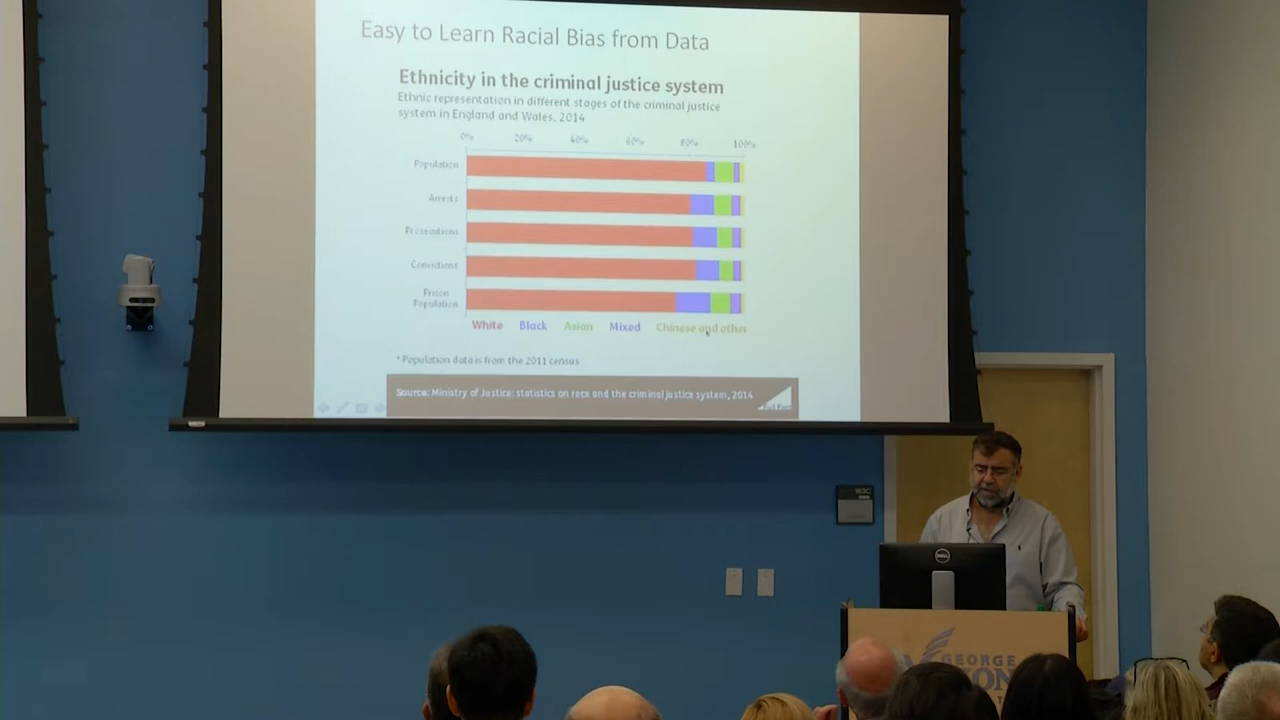 Easy to Learn Racial Bias from Data
Ethnicity in the criminal justice system
Ethnic representation in different stages of the criminal justice
system in England and Wales, 2014
0% 20% 40% 60% 80% 100%
Population
Arrests
Prosecutions
Convictions
Prison
Population
White Black Asian Mixed Chinese and other
* Population data is from the 2011 census
Source: Ministry of Justice: statistics on race and the criminal justice system, 2014
Full Fact
DELL
GEORGE